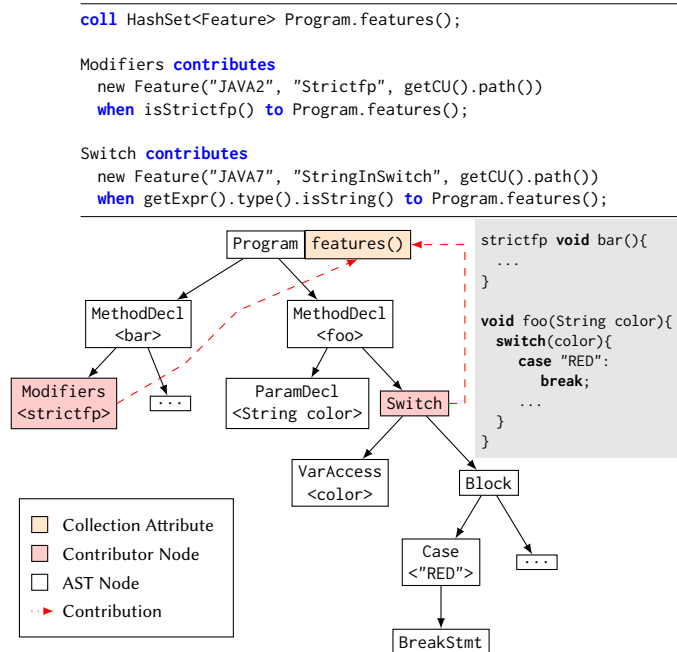 coll HashSet<Feature> Program.features();
Modifiers contributes
new Feature("JAVA2", "Strictfp", getCU().path())
when isStrictfp() to Program.features();
Switch contributes
new Feature("JAVA7", "StringInSwitch", getCU().path())
when getExpr().type().isString() to Program.features();
Program features()
MethodDecl
<bar>
MethodDecl
<foo>
Modifiers
<strictfp>
...
ParamDecl
<String color>
Switch
VarAccess
<color>
Block
Case
<"RED">
...
BreakStmt
strictfp void bar(){
...
}
void foo(String color){
switch(color){
case "RED":
break;
...
}
}
Collection Attribute
Contributor Node
AST Node
Contribution